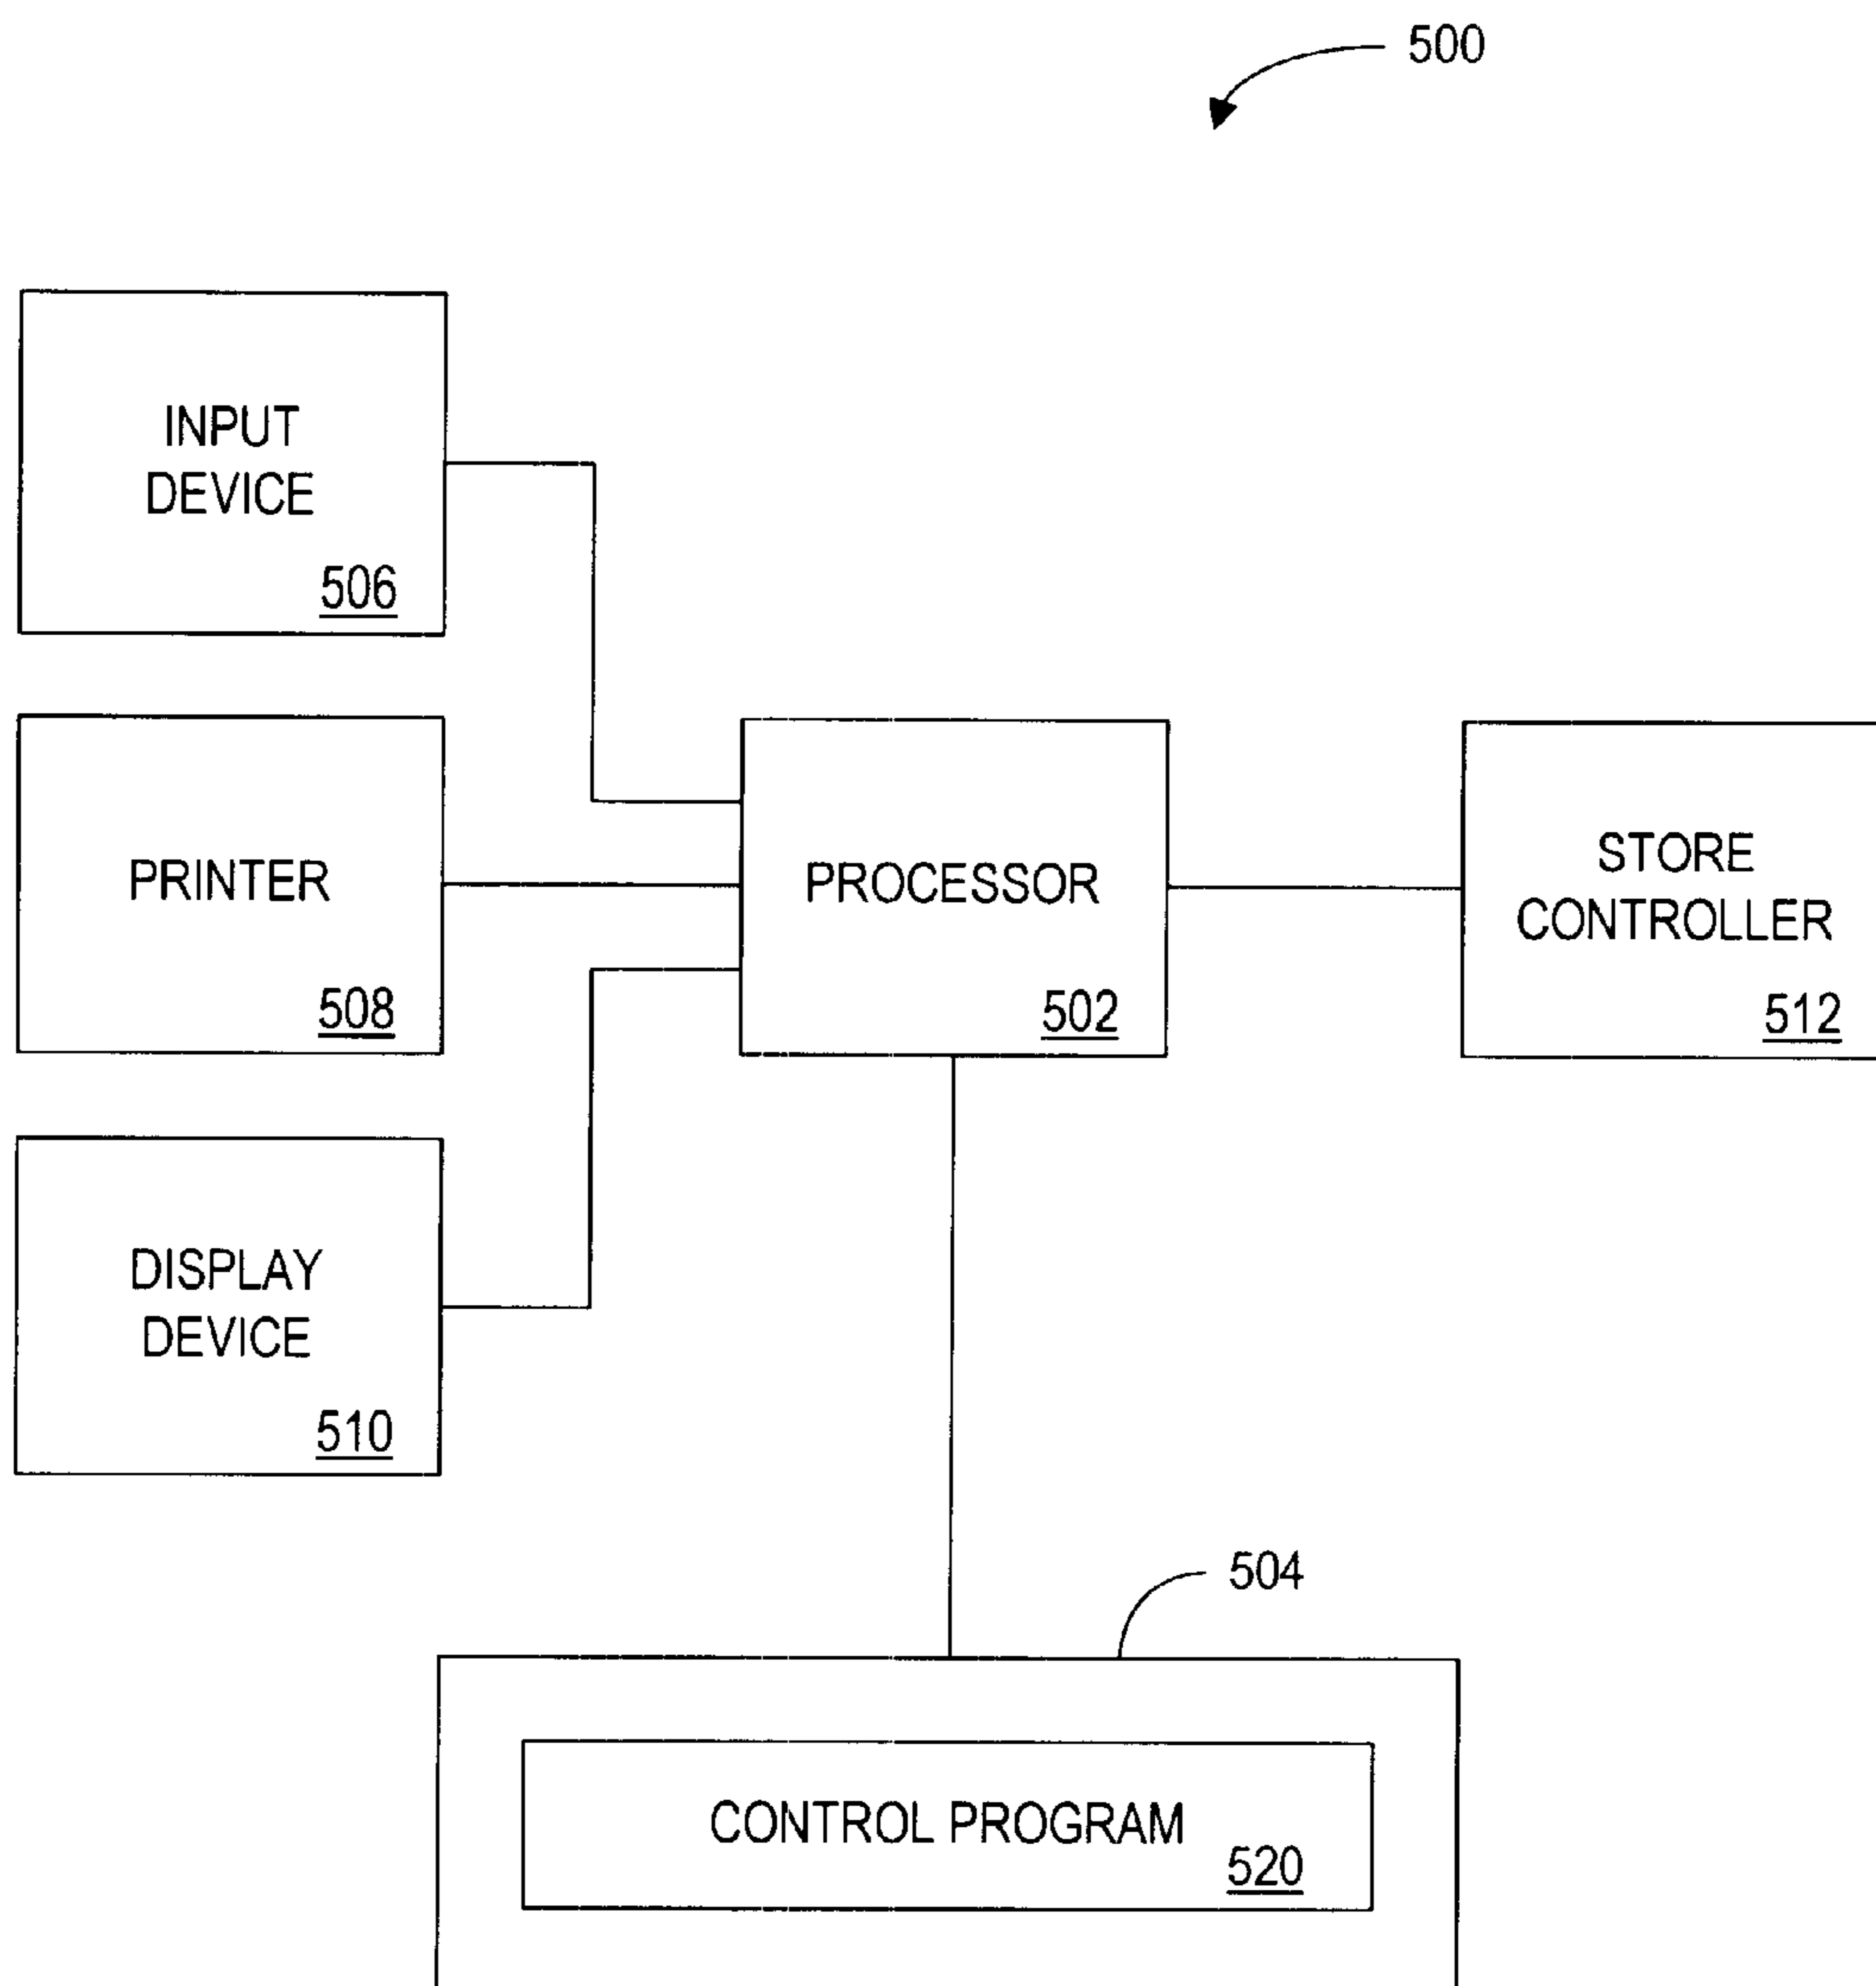 500
INPUT
DEVICE
506
PRINTER
508
PROCESSOR
502
STORE
CONTROLLER
512
DISPLAY
DEVICE
510
504
CONTROL PROGRAM
520